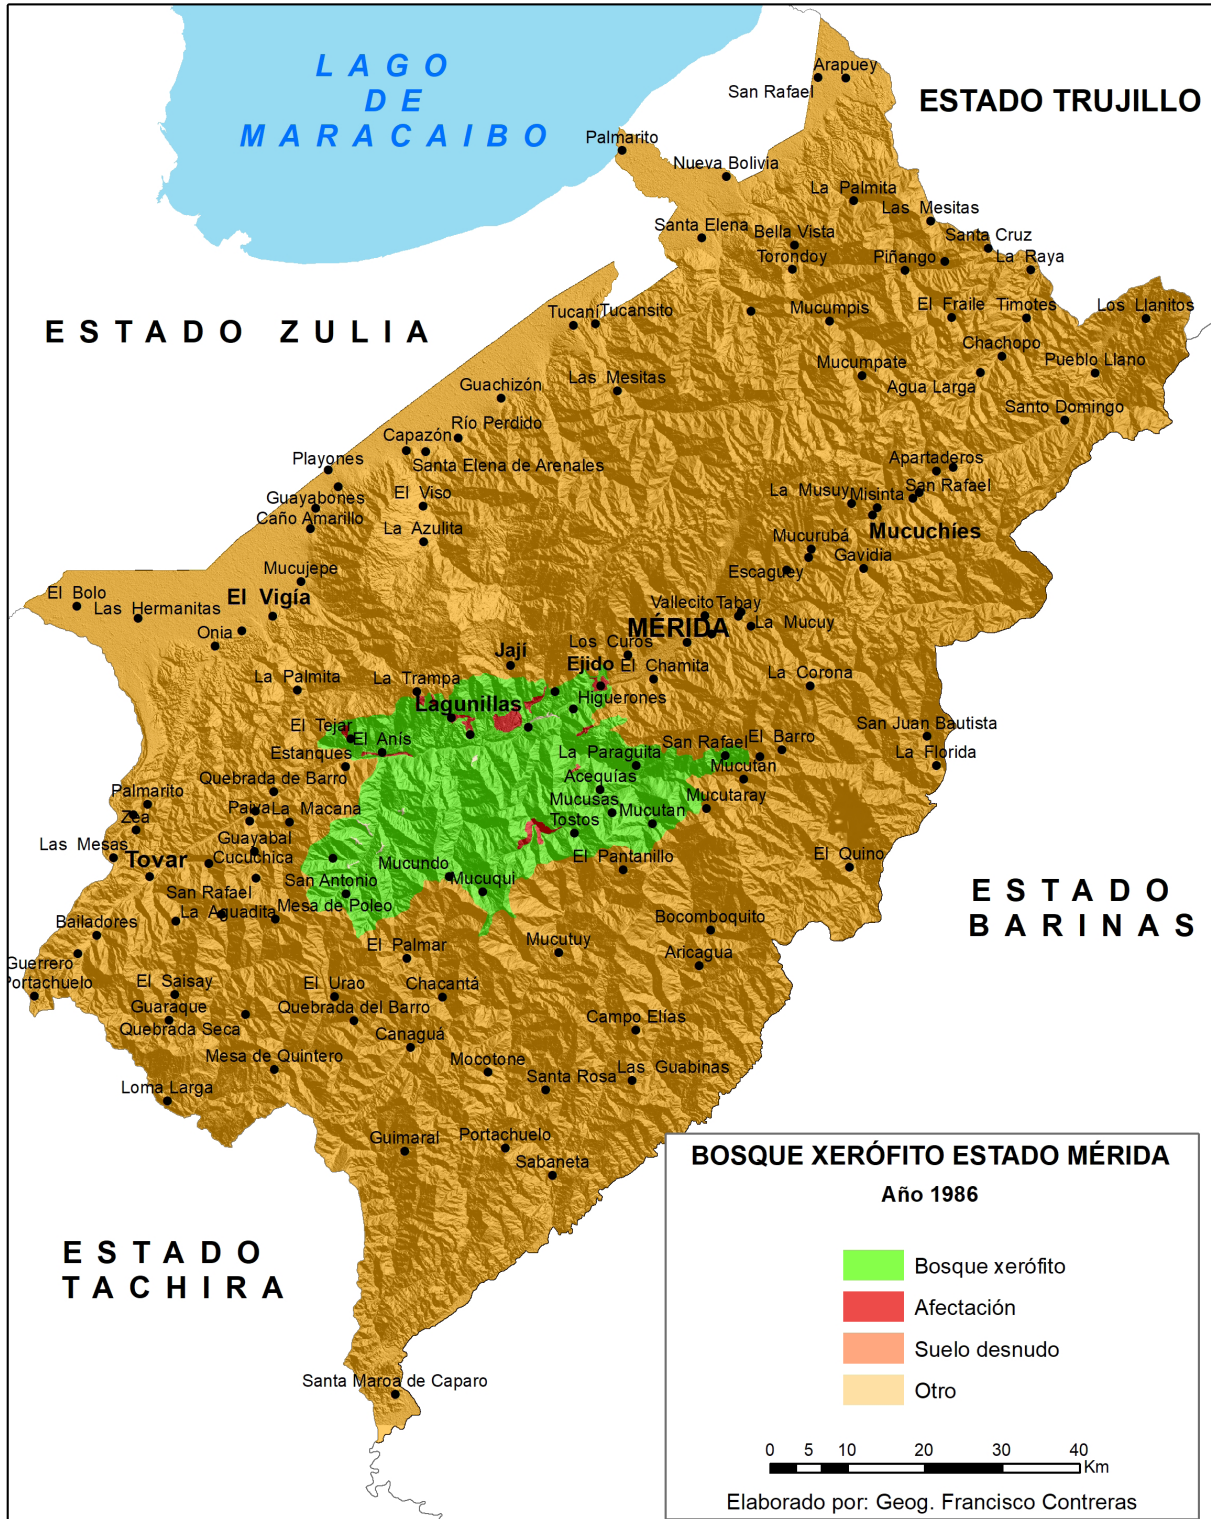 LAGO
DE
MARACAIBO
Arapuey
San Rafael
ESTADO TRUJILLO
Palmarito
Nueva Bolivia
La Palmita
Las Mesitas
Santa Elena
Bella Vista
Santa Cruz
Torondoy
Piñango
La Raya
ESTADO ZULIA
Tucaní
Tucansito
Mucumpis
El Fraile
Timotes
Los Llanitos
Chachopo
Pueblo Llano
Guachizón
Las Mesitas
Mucumpate
Agua Larga
Santo Domingo
Río Perdido
Capazón
Santa Elena de Arenales
Playones
Apartaderos
San Rafael
Guayabones
El Viso
La Musuy
Misinta
Caño Amarillo
La Azulita
Mucuchíes
Mucurubá
Gavidia
Mucujepe
Escaguey
El Bolo
Las Hermanitas
El Vigía
Vallecito
Tabay
Onia
MÉRIDA
La Mucuy
Los Curos
Jají
Ejido
El Chamita
La Palmita
La Trampa
La Corona
Higuerones
Lagunillas
El Tejar
El Anís
San Juan Bautista
Estanques
La Paraguita
San Rafael
El Barro
La Florida
Quebrada de Barro
Acequías
Mucután
Palmarito
Paiva
La Macana
Mucusas
Mucutan
Mucutaray
Zea
Tostos
Las Mesas
Guayabal
Tovar
Cucuchica
Mucundo
El Pantanillo
El Quino
San Rafael
San Antonio
Mucuqui
Mesa de Poleo
ESTADO
BARINAS
Bailadores
La Aguadita
Bocomboquito
El Palmar
Mucutuy
Aricagua
Guerrero
Portachuelo
El Saisay
El Urao
Chacantá
Guaraque
Quebrada del Barro
Quebrada Seca
Campo Elías
Canaguá
Mesa de Quintero
Mocotone
Loma Larga
Santa Rosa
Las Guabinas
Guimaral
Portachuelo
Sabaneta
ESTADO
TACHIRA
Santa Maroa de Caparo
BOSQUE XERÓFITO ESTADO MÉRIDA
Año 1986
Bosque xerófito
Afectación
Suelo desnudo
Otro
0 5 10 20 30 40
Km
Elaborado por: Geog. Francisco Contreras